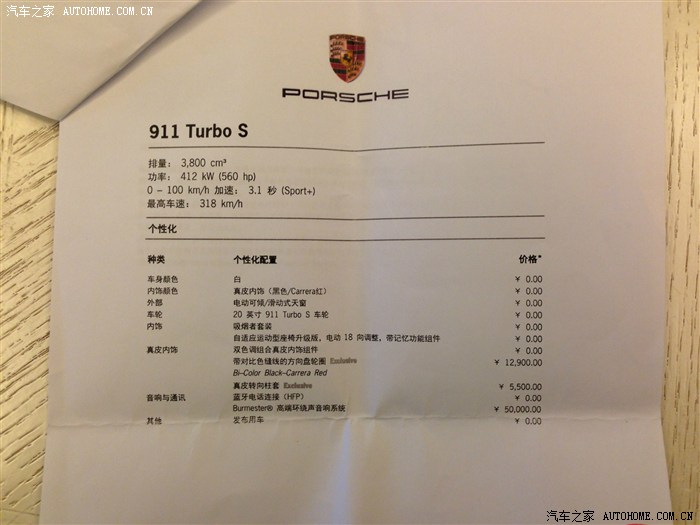 汽车之家 AUTOHOME.COM.CN
PORSCHE
PORSCHE
911 Turbo S
排量： 3,800 cm³
功率： 412 kW (560 hp)
0 – 100 km/h 加速： 3.1 秒 (Sport+)
最高车速： 318 km/h
个性化
种类 个性化配置 价格*
车身颜色 白 ¥ 0.00
内饰颜色 真皮内饰（黑色/Carrera红） ¥ 0.00
外部 电动可倾/滑动式天窗 ¥ 0.00
车轮 20 英寸 911 Turbo S 车轮 ¥ 0.00
内饰 吸烟者套装 ¥ 0.00
自适应运动型座椅升级版，电动 18 向调整，带记忆功能组件 ¥ 0.00
真皮内饰 双色调组合真皮内饰组件 ¥ 0.00
带对比色缝线的方向盘轮圈 Exclusive ¥ 12,900.00
Bi-Color Black-Carrera Red
真皮转向柱套 Exclusive ¥ 5,500.00
音响与通讯 蓝牙电话连接（HFP） ¥ 0.00
Burmester® 高端环绕声音响系统 ¥ 50,000.00
其他 发布用车 ¥ 0.00
汽车之家 AUTOHOME.COM.CN